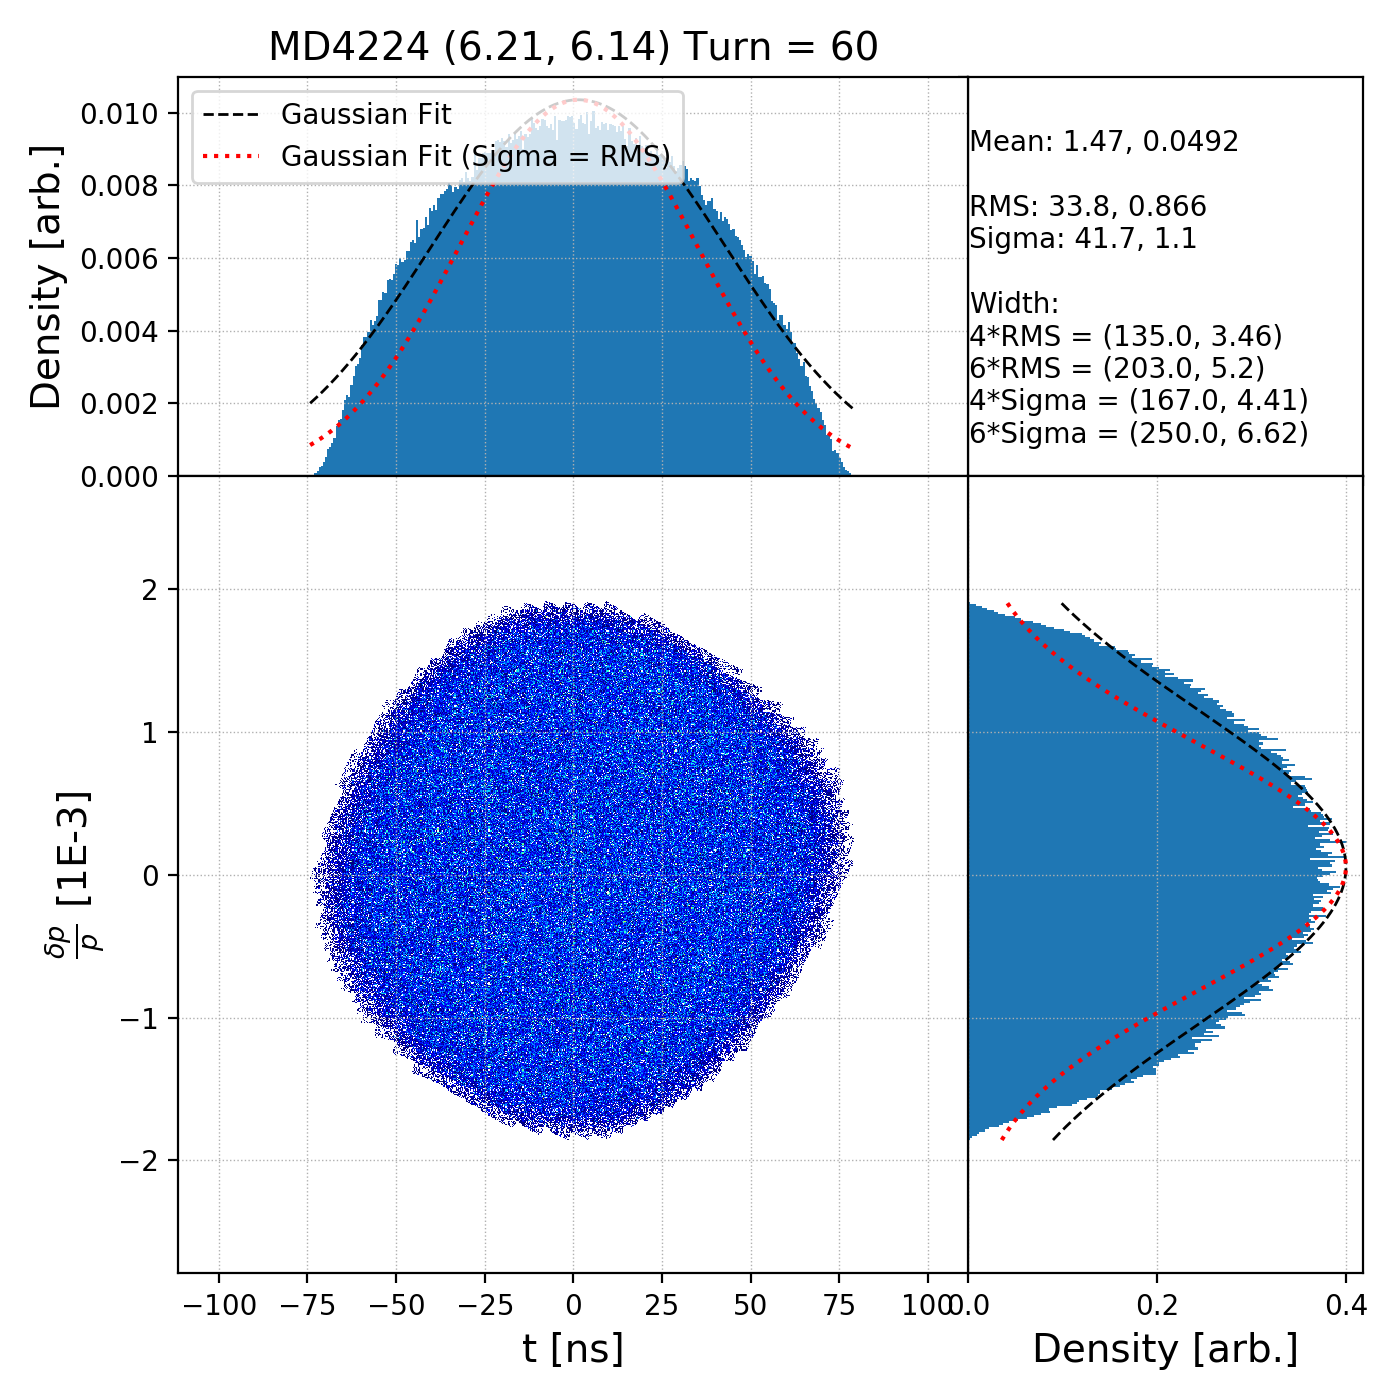 MD4224 (6.21, 6.14) Turn = 60
Gaussian Fit
Gaussian Fit (Sigma = RMS)
Density [arb.]
0.010
0.008
0.006
0.004
0.002
0.000
Mean: 1.47, 0.0492
RMS: 33.8, 0.866
Sigma: 41.7, 1.1
Width:
4*RMS = (135.0, 3.46)
6*RMS = (203.0, 5.2)
4*Sigma = (167.0, 4.41)
6*Sigma = (250.0, 6.62)
δp/p [1E-3]
2
1
0
−1
−2
−100 −75 −50 −25 0 25 50 75 100
t [ns]
0.0 0.2 0.4
Density [arb.]